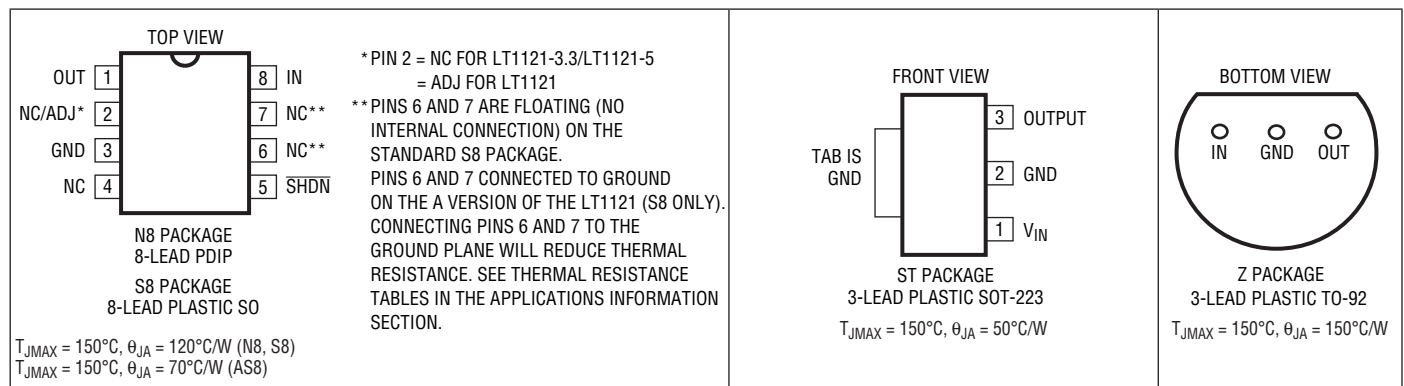 TOP VIEW
OUT 1
8 IN
NC/ADJ* 2
7 NC**
GND 3
6 NC**
NC 4
5 SHDN
N8 PACKAGE
8-LEAD PDIP
S8 PACKAGE
8-LEAD PLASTIC SO
TJMAX = 150°C, θJA = 120°C/W (N8, S8)
TJMAX = 150°C, θJA = 70°C/W (AS8)
*PIN 2 = NC FOR LT1121-3.3/LT1121-5
= ADJ FOR LT1121
**PINS 6 AND 7 ARE FLOATING (NO
INTERNAL CONNECTION) ON THE
STANDARD S8 PACKAGE.
PINS 6 AND 7 CONNECTED TO GROUND
ON THE A VERSION OF THE LT1121 (S8 ONLY).
CONNECTING PINS 6 AND 7 TO THE
GROUND PLANE WILL REDUCE THERMAL
RESISTANCE. SEE THERMAL RESISTANCE
TABLES IN THE APPLICATIONS INFORMATION
SECTION.
FRONT VIEW
3 OUTPUT
TAB IS
GND
2 GND
1 VIN
ST PACKAGE
3-LEAD PLASTIC SOT-223
TJMAX = 150°C, θJA = 50°C/W
BOTTOM VIEW
IN GND OUT
Z PACKAGE
3-LEAD PLASTIC TO-92
TJMAX = 150°C, θJA = 150°C/W